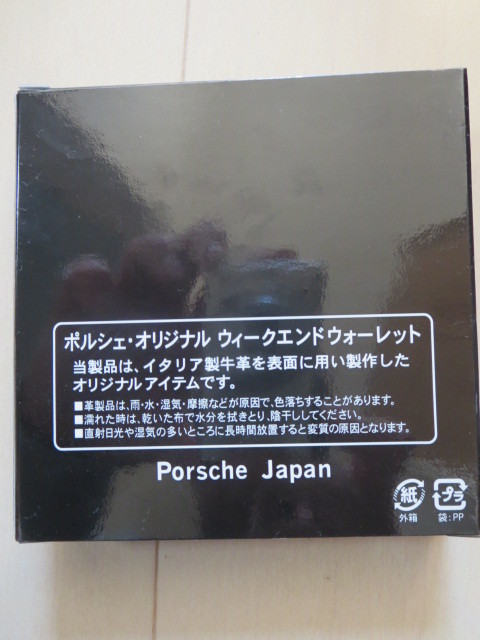 ポルシェ・オリジナル ウィークエンドウォーレット
当製品は、イタリア製牛革を表面に用い製作した
オリジナルアイテムです。
■革製品は、雨・水・湿気・摩擦などが原因で、色落ちすることがあります。
■濡れた時は、乾いた布で水分を拭きとり、陰干ししてください。
■直射日光や湿気の多いところに長時間放置すると変質の原因となります。
Porsche Japan
紙 プラ
外箱 袋:PP